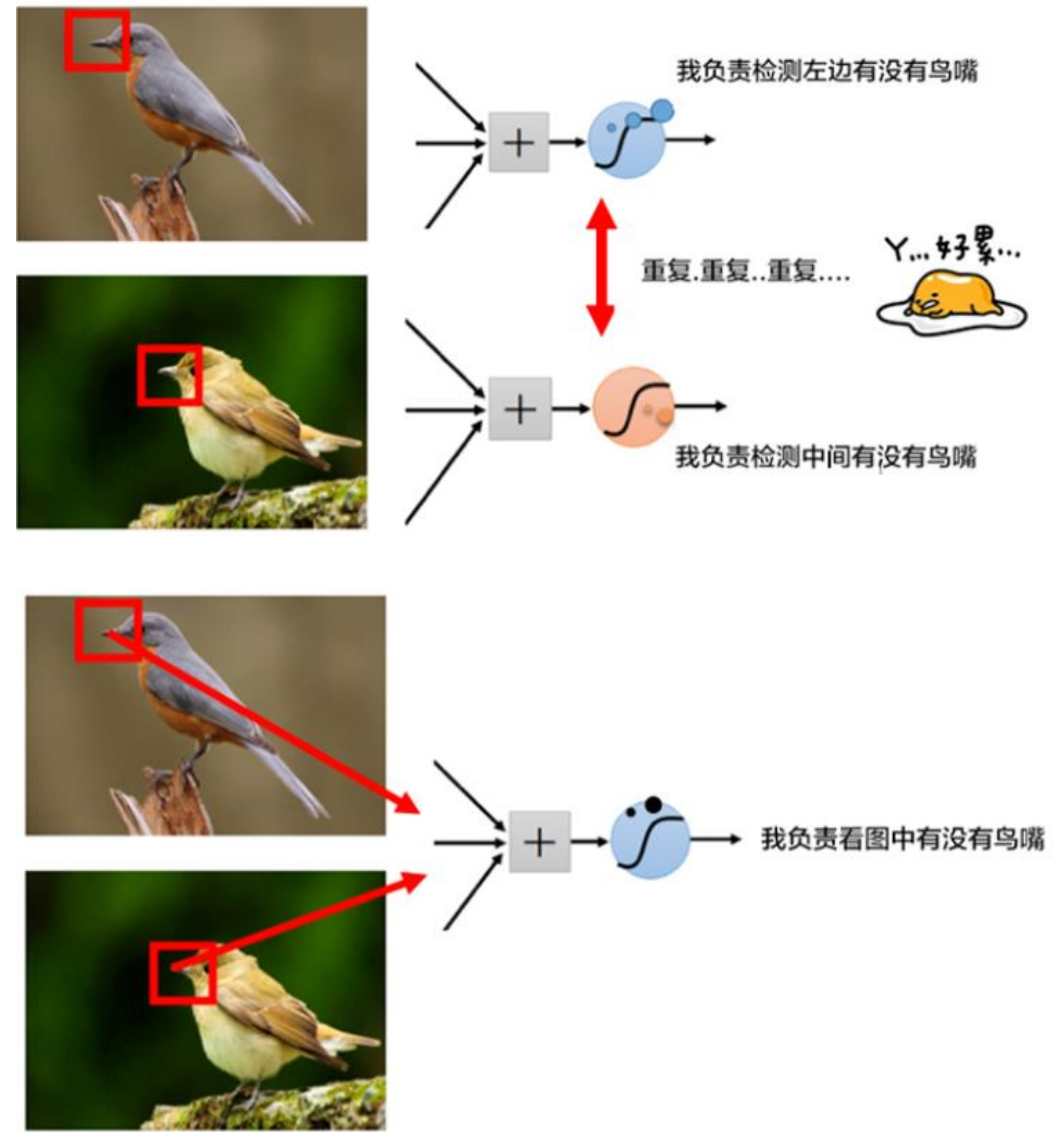 我负责检测左边有没有鸟嘴
+
重复.重复..重复....
丫...好累...
+
我负责检测中间有没有鸟嘴
+
我负责看图中有没有鸟嘴